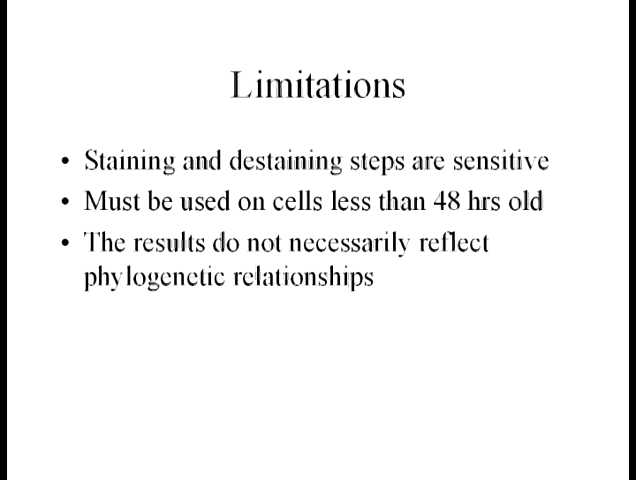 Limitations
• Staining and destaining steps are sensitive
• Must be used on cells less than 48 hrs old
• The results do not necessarily reflect
phylogenetic relationships